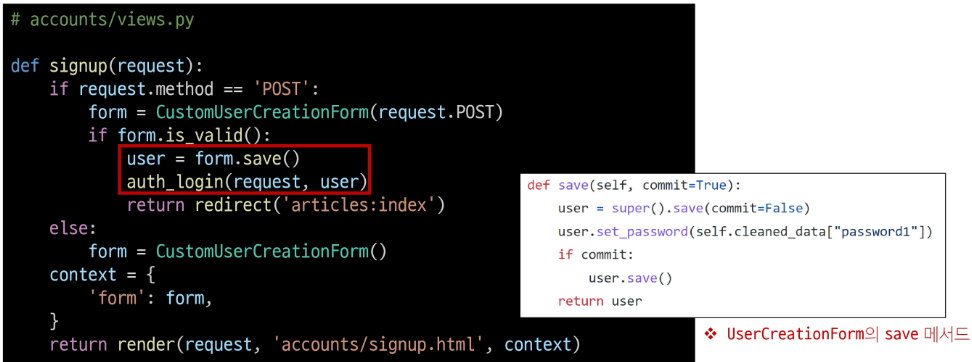 # accounts/views.py
def signup(request):
    if request.method == 'POST':
        form = CustomUserCreationForm(request.POST)
        if form.is_valid():
            user = form.save()
            auth_login(request, user)
            return redirect('articles:index')
    else:
        form = CustomUserCreationForm()
    context = {
        'form': form,
    }
    return render(request, 'accounts/signup.html', context)
def save(self, commit=True):
    user = super().save(commit=False)
    user.set_password(self.cleaned_data["password1"])
    if commit:
        user.save()
    return user
❖ UserCreationForm의 save 메서드